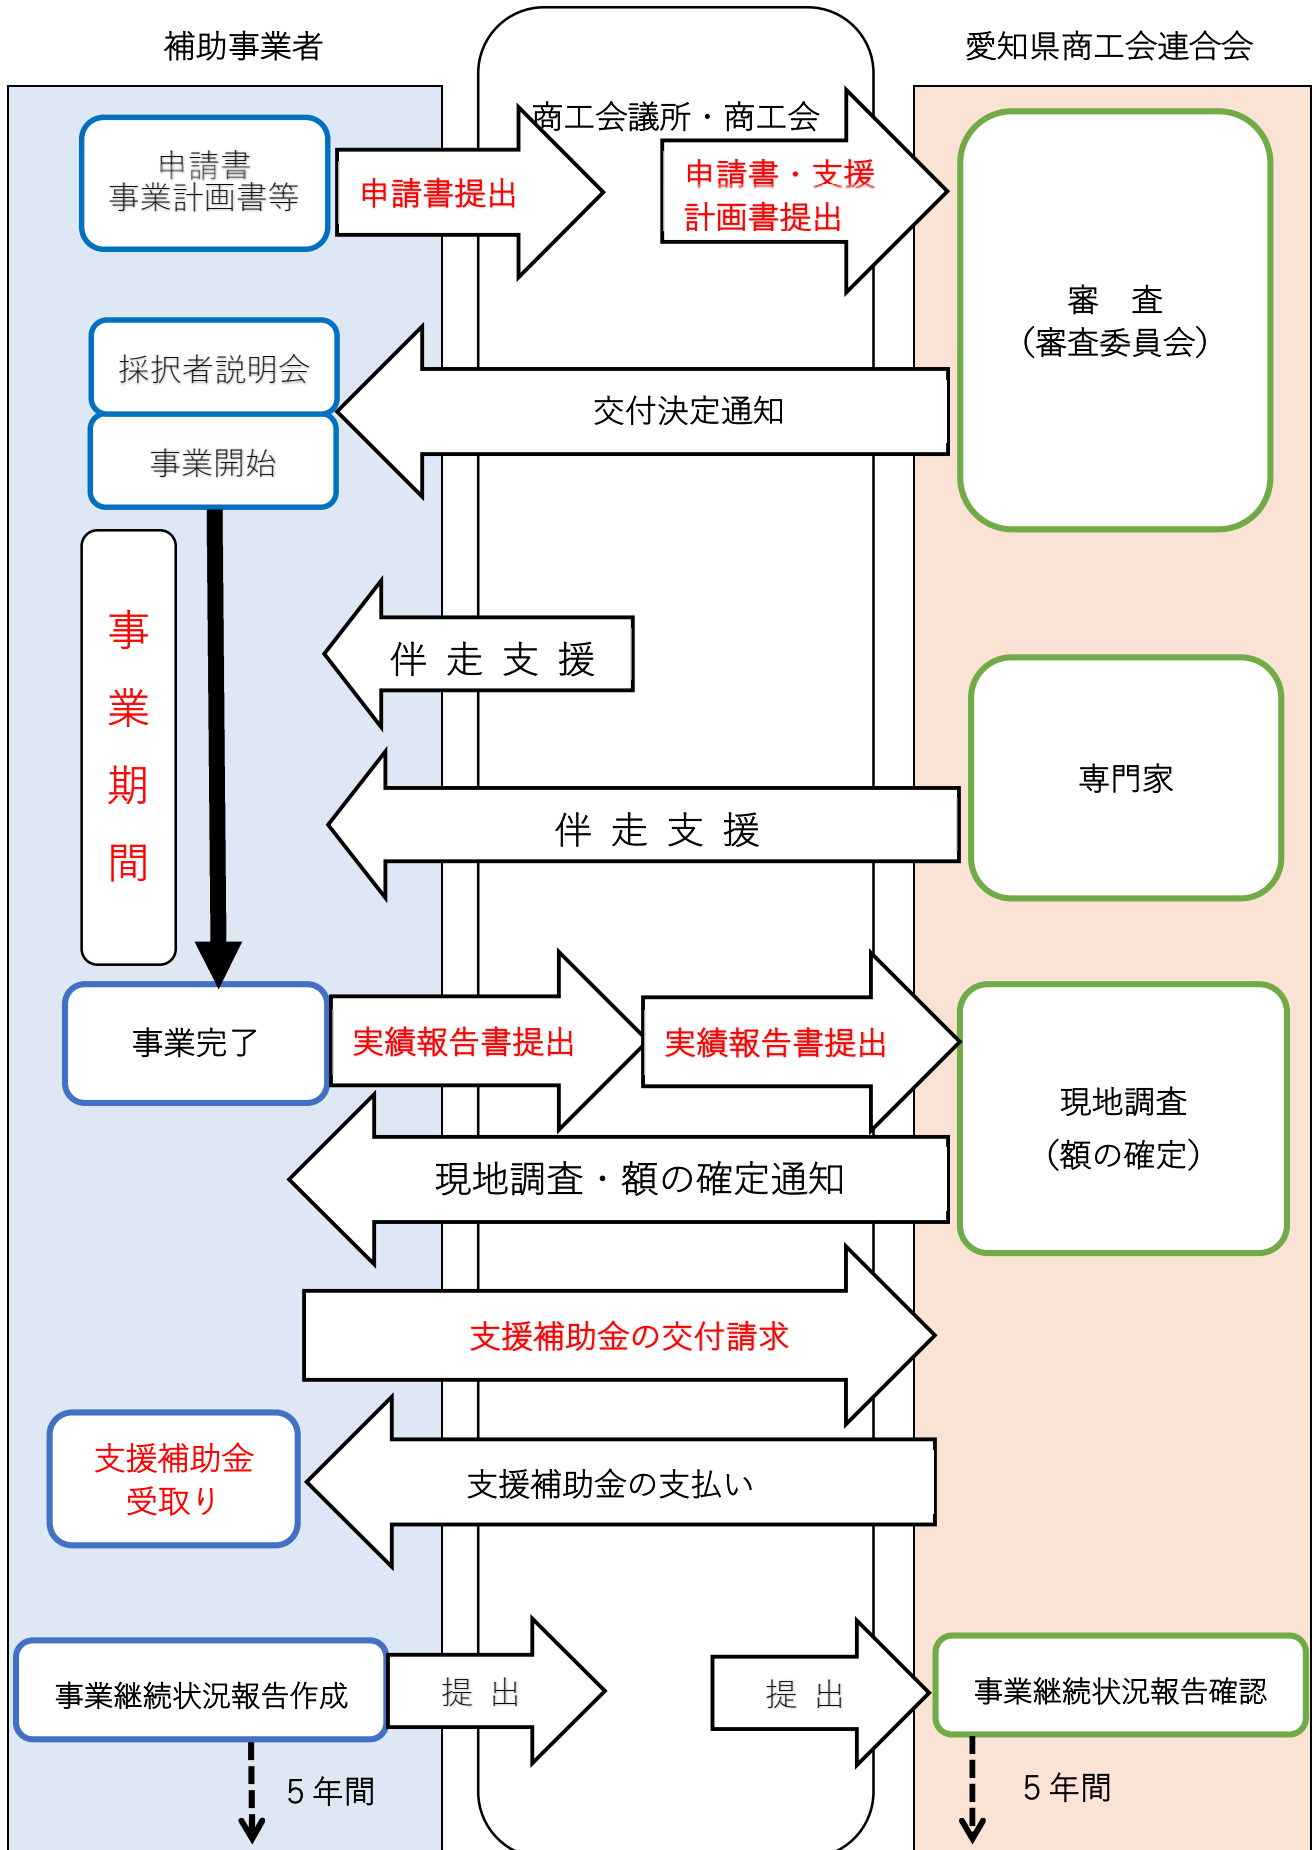 補助事業者
愛知県商工会連合会
商工会議所・商工会
申請書
事業計画書等
申請書提出
申請書・支援
計画書提出
審　査
（審査委員会）
採択者説明会
交付決定通知
事業開始
事
業
期
間
伴 走 支 援
専門家
伴 走 支 援
事業完了
実績報告書提出
実績報告書提出
現地調査
（額の確定）
現地調査・額の確定通知
支援補助金の交付請求
支援補助金
受取り
支援補助金の支払い
事業継続状況報告作成
提 出
提 出
事業継続状況報告確認
5 年間
5 年間